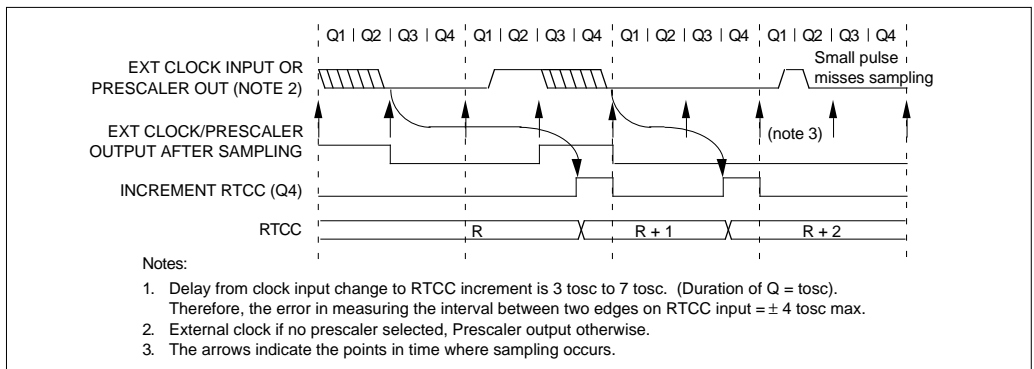 Q1 | Q2 | Q3 | Q4 | Q1 | Q2 | Q3 | Q4 | Q1 | Q2 | Q3 | Q4 | Q1 | Q2 | Q3 | Q4
Small pulse
misses sampling
EXT CLOCK INPUT OR
PRESCALER OUT (NOTE 2)
(note 3)
EXT CLOCK/PRESCALER
OUTPUT AFTER SAMPLING
INCREMENT RTCC (Q4)
RTCC R R + 1 R + 2
Notes:
1. Delay from clock input change to RTCC increment is 3 tosc to 7 tosc. (Duration of Q = tosc).
Therefore, the error in measuring the interval between two edges on RTCC input = ± 4 tosc max.
2. External clock if no prescaler selected, Prescaler output otherwise.
3. The arrows indicate the points in time where sampling occurs.